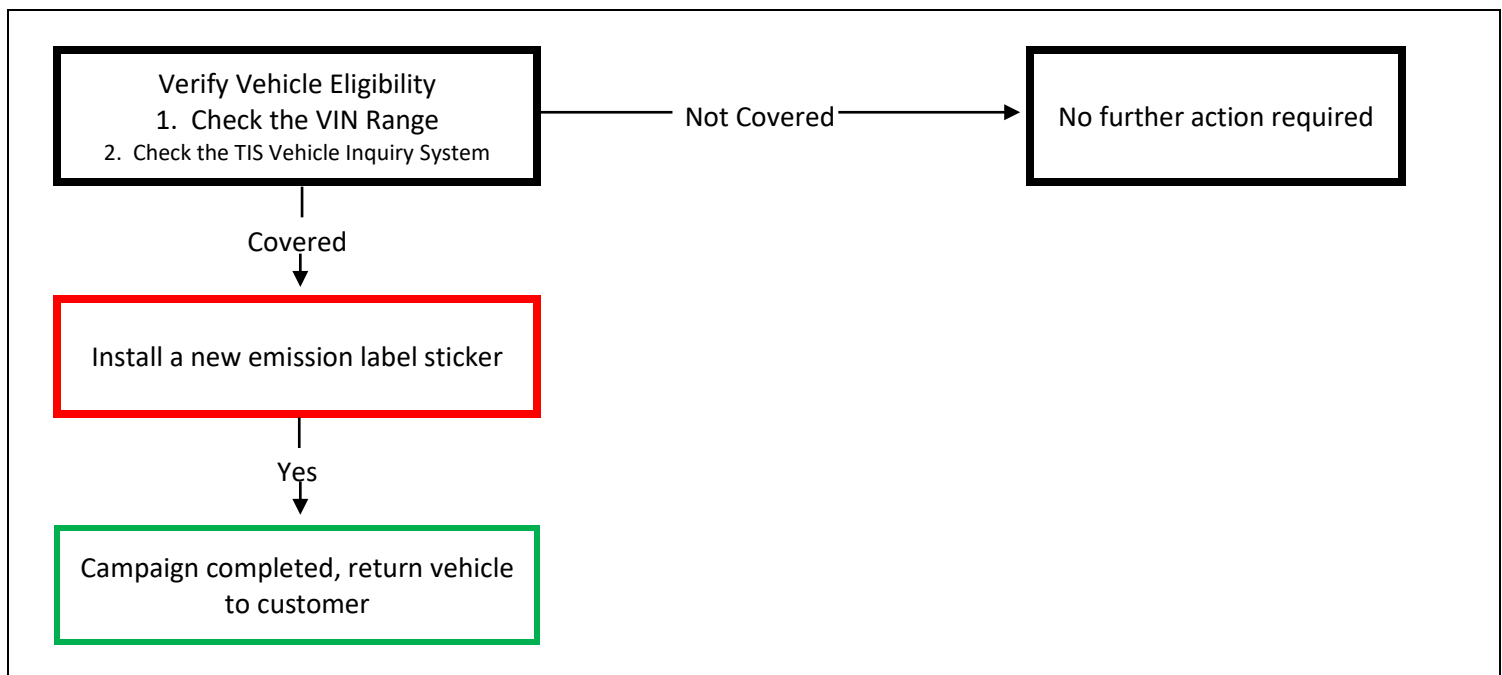 Verify Vehicle Eligibility
1. Check the VIN Range
2. Check the TIS Vehicle Inquiry System
Not Covered
No further action required
Covered
Install a new emission label sticker
Yes
Campaign completed, return vehicle
to customer